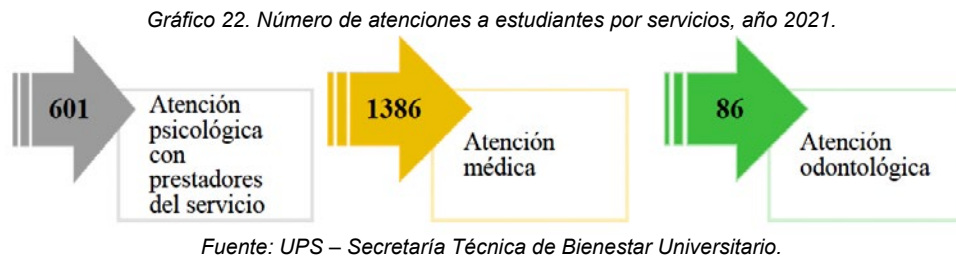 Gráfico 22. Número de atenciones a estudiantes por servicios, año 2021.
601
Atención
psicológica
con
prestadores
del servicio
1386
Atención
médica
86
Atención
odontológica
Fuente: UPS – Secretaría Técnica de Bienestar Universitario.